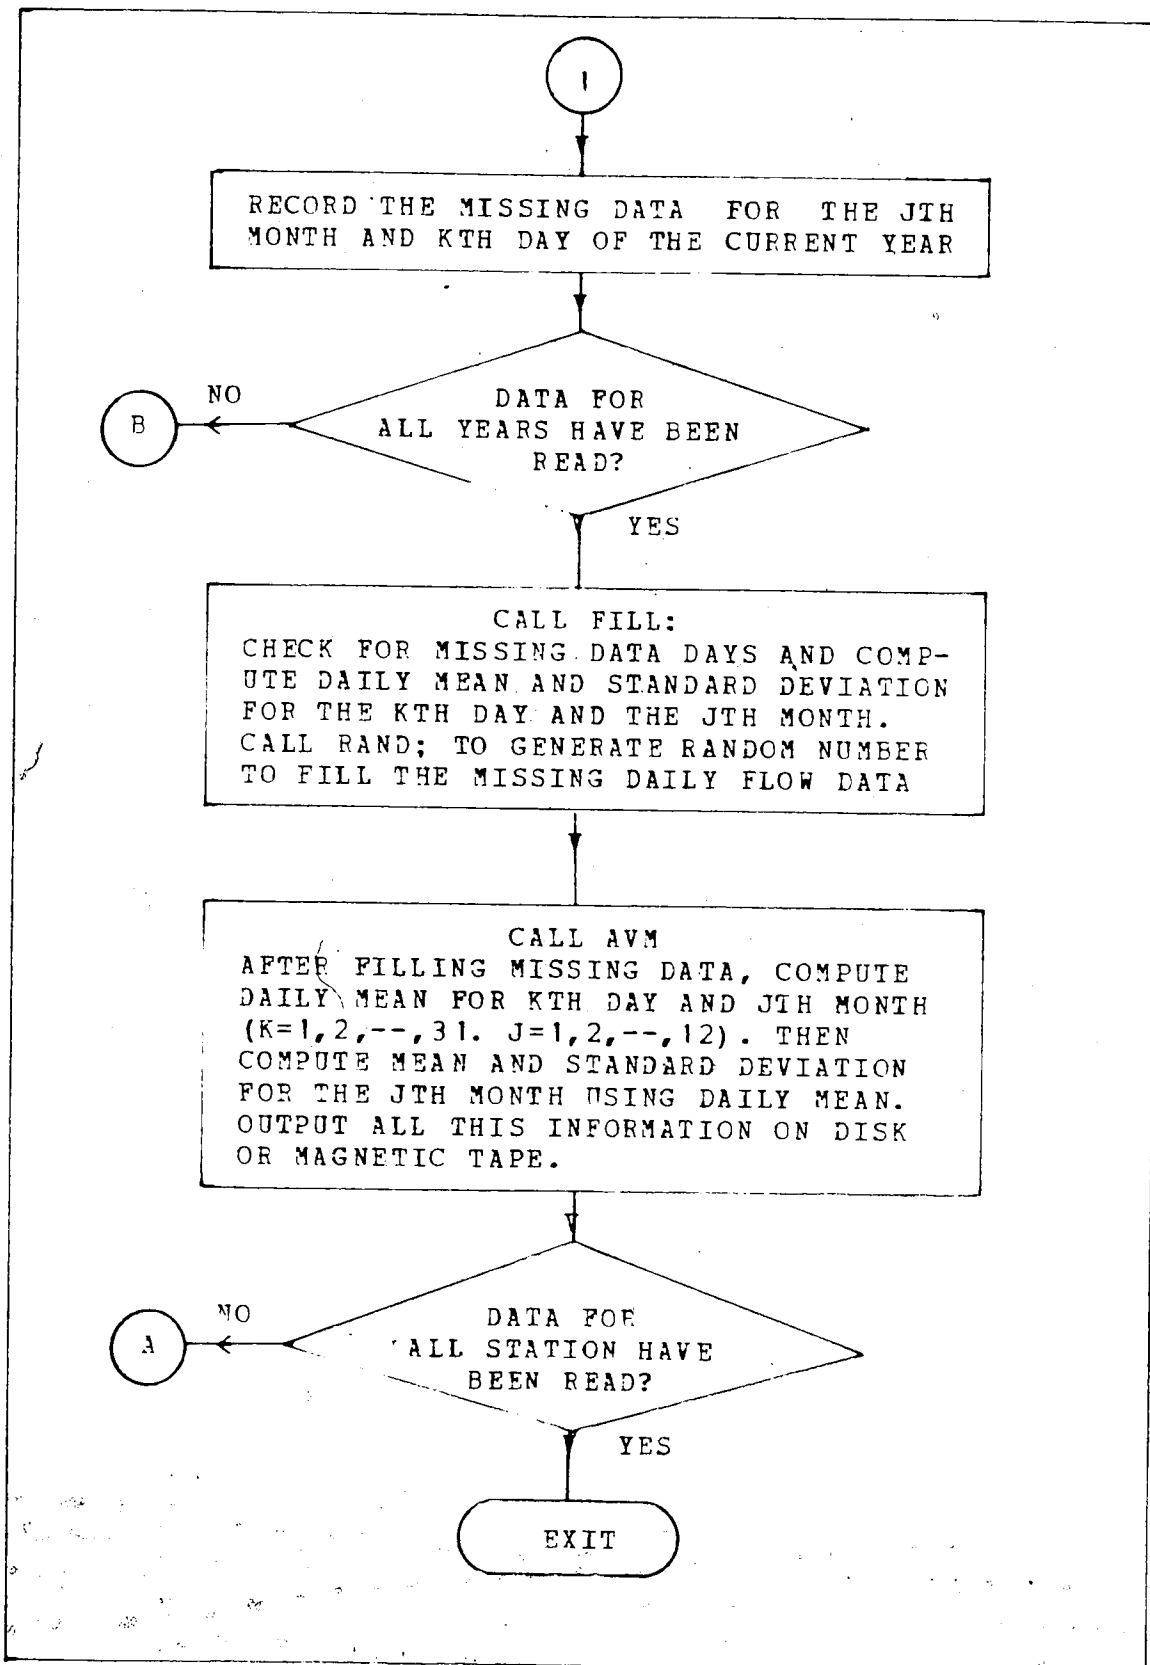 1
RECORD THE MISSING DATA FOR THE JTH
MONTH AND KTH DAY OF THE CURRENT YEAR
NO
DATA FOR
B
ALL YEARS HAVE BEEN
READ?
YES
CALL FILL:
CHECK FOR MISSING DATA DAYS AND COMP-
UTE DAILY MEAN AND STANDARD DEVIATION
FOR THE KTH DAY AND THE JTH MONTH.
CALL RAND; TO GENERATE RANDOM NUMBER
TO FILL THE MISSING DAILY FLOW DATA
CALL AVM
AFTER FILLING MISSING DATA, COMPUTE
DAILY MEAN FOR KTH DAY AND JTH MONTH
(K=1,2,--,31. J=1,2,--,12). THEN
COMPUTE MEAN AND STANDARD DEVIATION
FOR THE JTH MONTH USING DAILY MEAN.
OUTPUT ALL THIS INFORMATION ON DISK
OR MAGNETIC TAPE.
NO
DATA FOR
A
ALL STATION HAVE
BEEN READ?
YES
EXIT